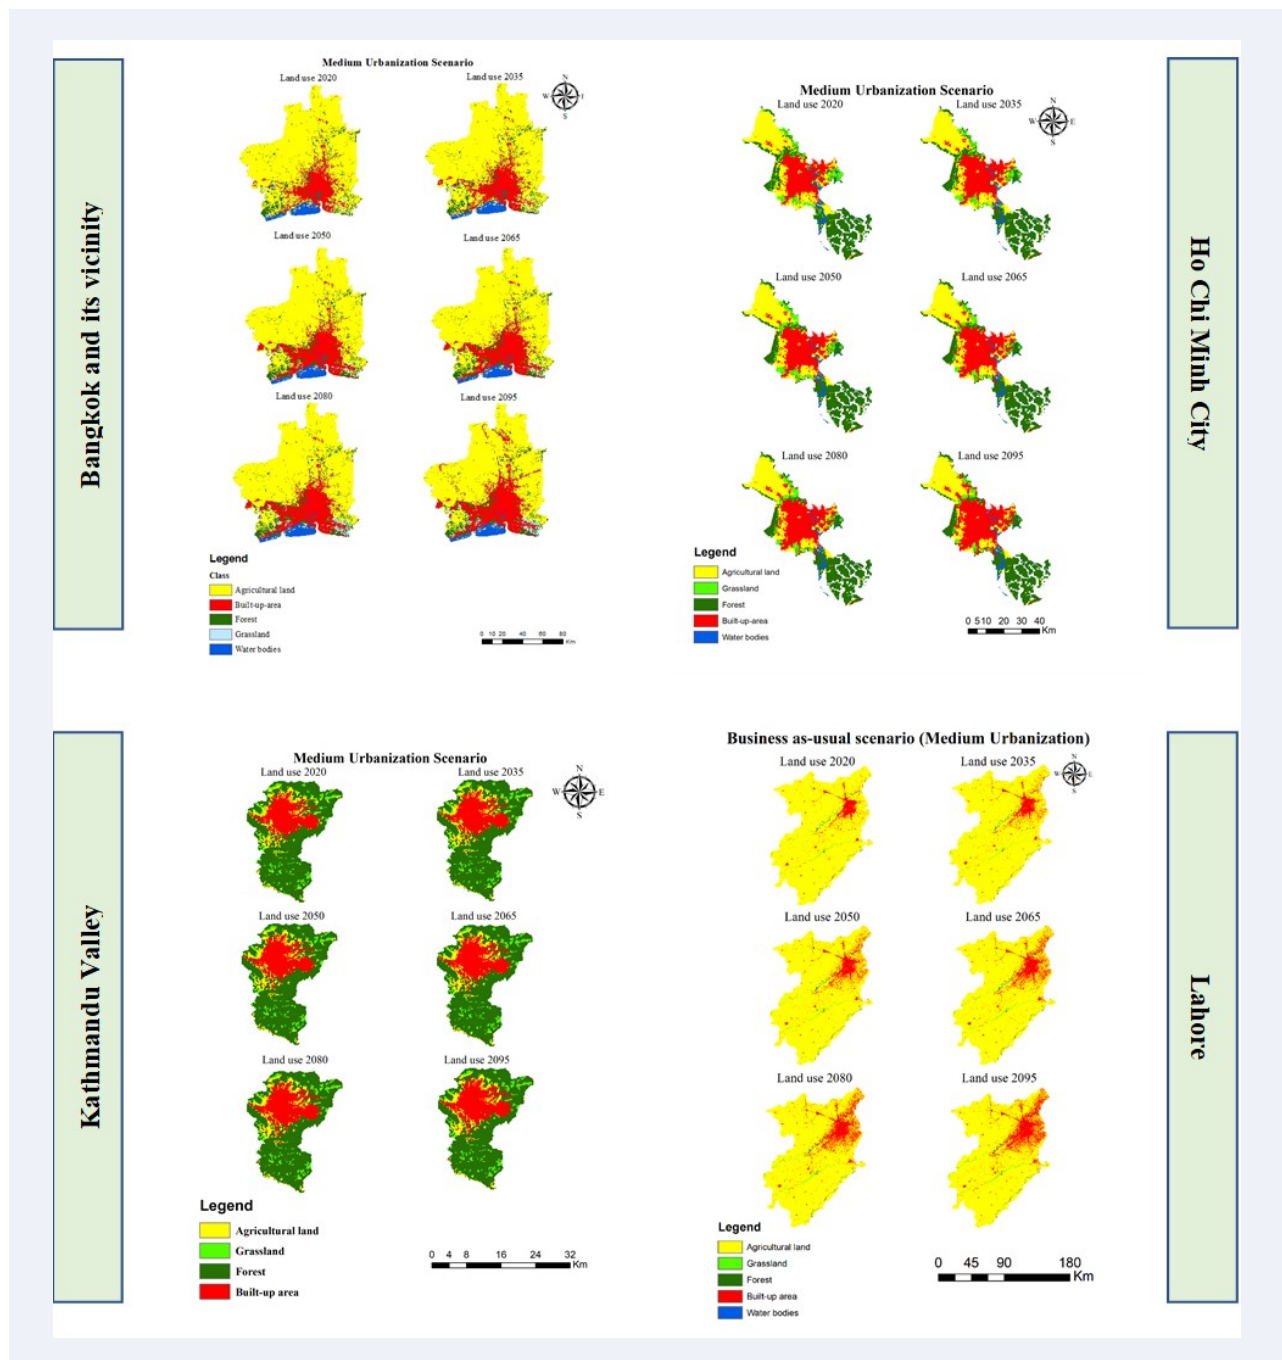 Bangkok and its vicinity
Medium Urbanization Scenario
Land use 2020
Land use 2035
N
W
E
S
Land use 2050
Land use 2065
Land use 2080
Land use 2095
Legend
Class
Agricultural land
Built-up-area
Forest
Grassland
Water bodies
0 10 20 40 60 80
Km
Ho Chi Minh City
Medium Urbanization Scenario
Land use 2020
Land use 2035
N
W
E
S
Land use 2050
Land use 2065
Land use 2080
Land use 2095
Legend
Agricultural land
Grassland
Forest
Built-up-area
Water bodies
0 5 10 20 30 40
Km
Kathmandu Valley
Medium Urbanization Scenario
Land use 2020
Land use 2035
N
W
E
S
Land use 2050
Land use 2065
Land use 2080
Land use 2095
Legend
Agricultural land
Grassland
Forest
Built-up area
0 4 8 16 24 32
Km
Lahore
Business as-usual scenario (Medium Urbanization)
Land use 2020
Land use 2035
N
W
E
S
Land use 2050
Land use 2065
Land use 2080
Land use 2095
Legend
Agricultural land
Grassland
Forest
Built-up area
Water bodies
0 45 90 180
Km